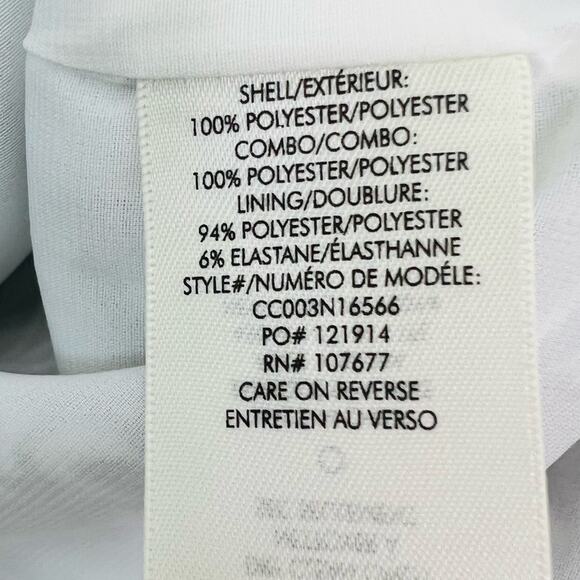 SHELL/EXTÉRIEUR:
100% POLYESTER/POLYESTER
COMBO/COMBO:
100% POLYESTER/POLYESTER
LINING/DOUBLURE:
94% POLYESTER/POLYESTER
6% ELASTANE/ÉLASTHANNE
STYLE#/NUMÉRO DE MODÉLE:
CC003N16566
PO# 121914
RN# 107677
CARE ON REVERSE
ENTRETIEN AU VERSO